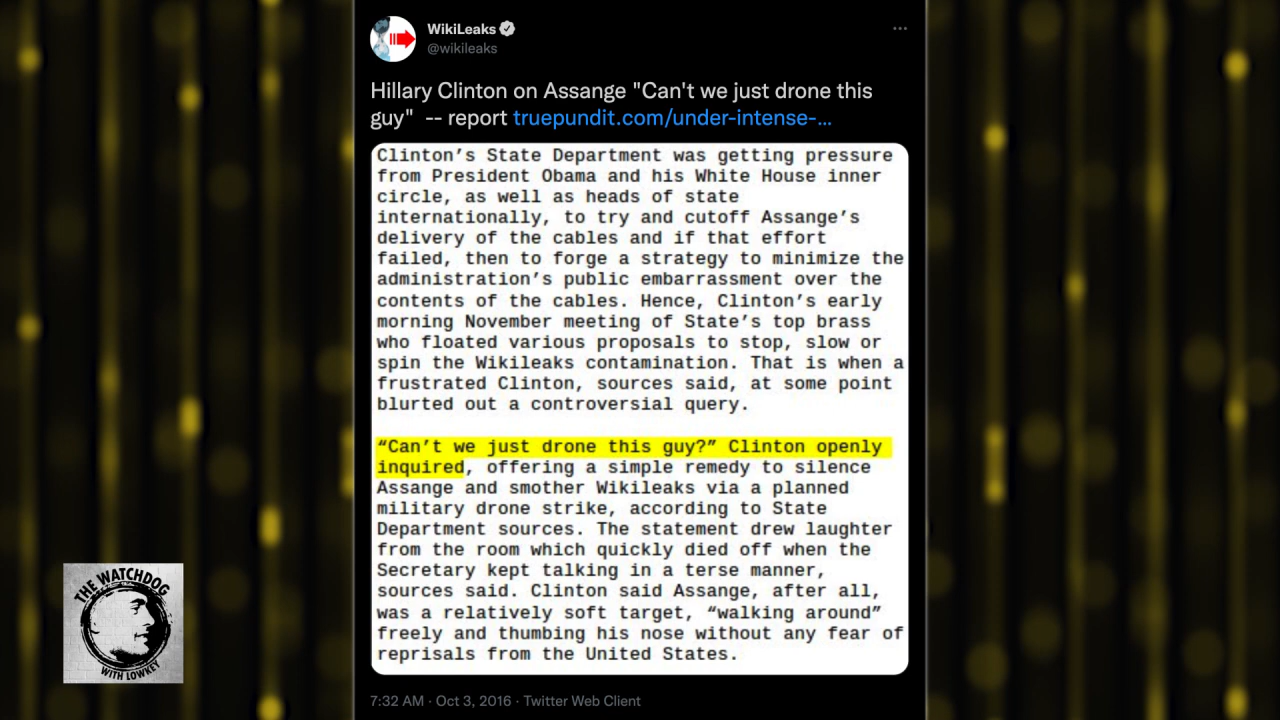 WikiLeaks
@wikileaks
Hillary Clinton on Assange "Can't we just drone this
guy" -- report truepundit.com/under-intense-...
Clinton’s State Department was getting pressure
from President Obama and his White House inner
circle, as well as heads of state
internationally, to try and cutoff Assange’s
delivery of the cables and if that effort
failed, then to forge a strategy to minimize the
administration’s public embarrassment over the
contents of the cables. Hence, Clinton’s early
morning November meeting of State’s top brass
who floated various proposals to stop, slow or
spin the Wikileaks contamination. That is when a
frustrated Clinton, sources said, at some point
blurted out a controversial query.
“Can’t we just drone this guy?” Clinton openly
inquired, offering a simple remedy to silence
Assange and smother Wikileaks via a planned
military drone strike, according to State
Department sources. The statement drew laughter
from the room which quickly died off when the
Secretary kept talking in a terse manner,
sources said. Clinton said Assange, after all,
was a relatively soft target, “walking around”
freely and thumbing his nose without any fear of
reprisals from the United States.
7:32 AM · Oct 3, 2016 · Twitter Web Client
THE WATCHDOG
WITH LOWKEY